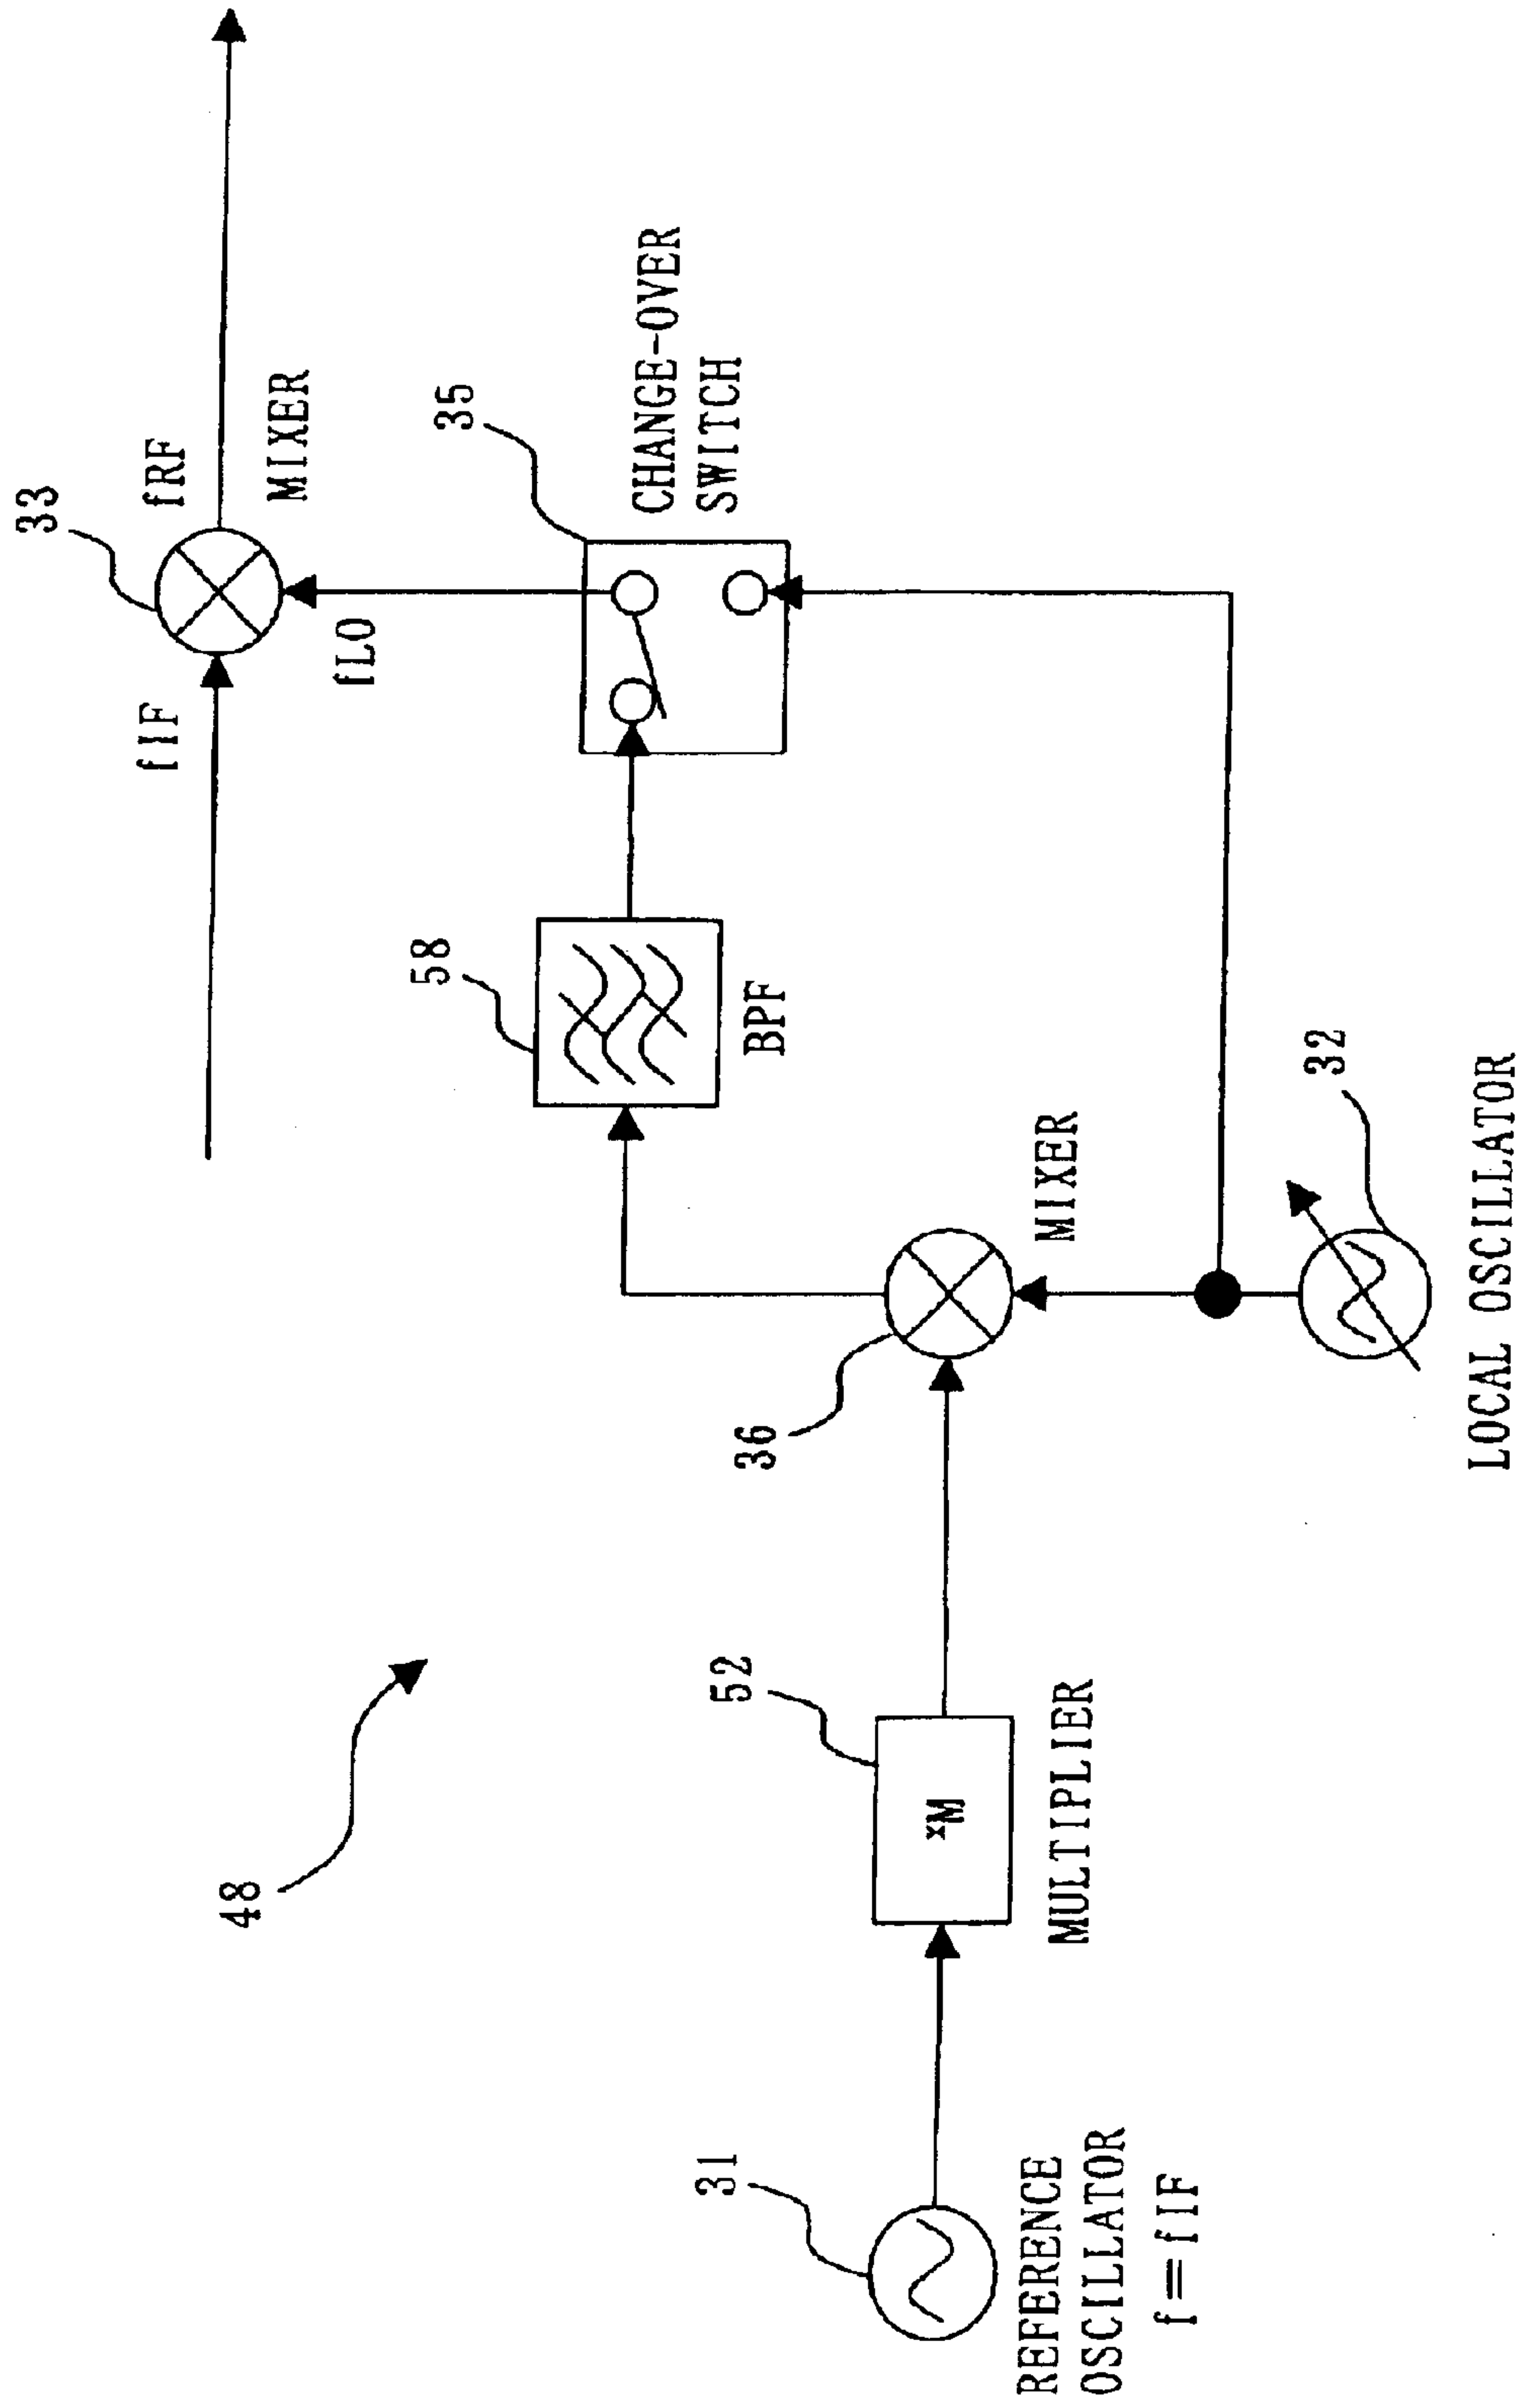 33
fIF
fRF
MIXER
fLO
35
CHANGE-OVER
SWITCH
58
BPF
48
36
MIXER
52
×M
MULTIPLIER
31
REFERENCE
OSCILLATOR
f=fIF
32
LOCAL OSCILLATOR